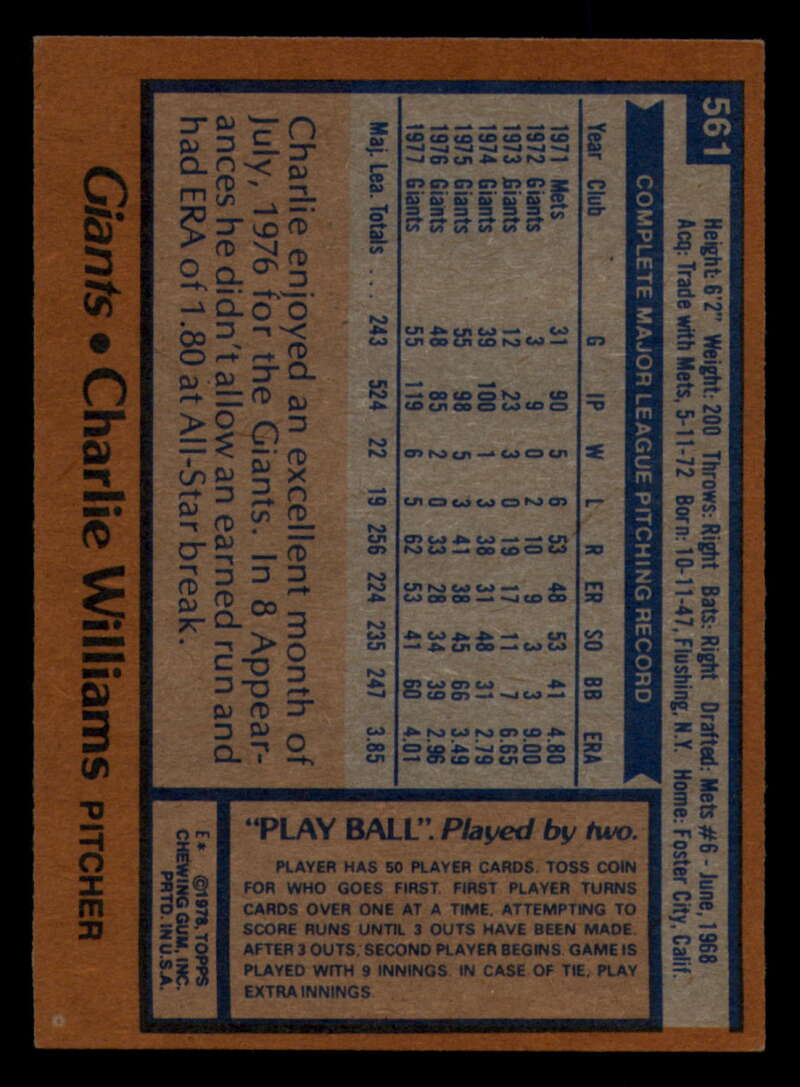 561
Height: 6'2" Weight: 200 Throws: Right Bats: Right Drafted: Mets #6 - June, 1968
Acq: Trade with Mets, 5-11-72 Born: 10-11-47, Flushing, N.Y. Home: Foster City, Calif.
COMPLETE MAJOR LEAGUE PITCHING RECORD
Year Club G IP W L R ER SO BB ERA
1971 Mets 31 90 5 6 53 48 53 41 4.80
1972 Giants 3 9 0 2 10 9 3 3 9.00
1973 Giants 12 23 3 0 19 17 11 7 6.65
1974 Giants 39 100 1 3 38 31 48 31 2.79
1975 Giants 55 98 5 3 41 38 45 66 3.49
1976 Giants 48 85 2 0 33 28 34 39 2.96
1977 Giants 55 119 6 5 62 53 41 60 4.01
Maj. Lea. Totals ... 243 524 22 19 256 224 235 247 3.85
Charlie enjoyed an excellent month of
July, 1976 for the Giants. In 8 Appear-
ances he didn't allow an earned run and
had ERA of 1.80 at All-Star break.
Giants • Charlie Williams PITCHER
"PLAY BALL". Played by two.
PLAYER HAS 50 PLAYER CARDS. TOSS COIN
FOR WHO GOES FIRST. FIRST PLAYER TURNS
CARDS OVER ONE AT A TIME, ATTEMPTING TO
SCORE RUNS UNTIL 3 OUTS HAVE BEEN MADE.
AFTER 3 OUTS, SECOND PLAYER BEGINS. GAME IS
PLAYED WITH 9 INNINGS. IN CASE OF TIE, PLAY
EXTRA INNINGS.
E* ©1978, TOPPS
CHEWING GUM, INC.
PRTD. IN U.S.A.